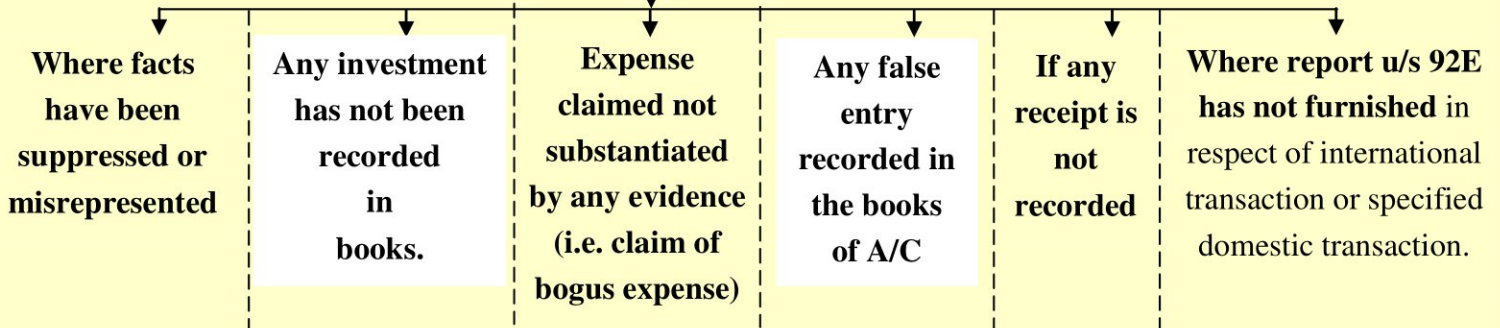 Where facts
have been
suppressed or
misrepresented
Any investment
has not been
recorded
in
books.
Expense
claimed not
substantiated
by any evidence
(i.e. claim of
bogus expense)
Any false
entry
recorded in
the books
of A/C
If any
receipt is
not
recorded
Where report u/s 92E
has not furnished in
respect of international
transaction or specified
domestic transaction.